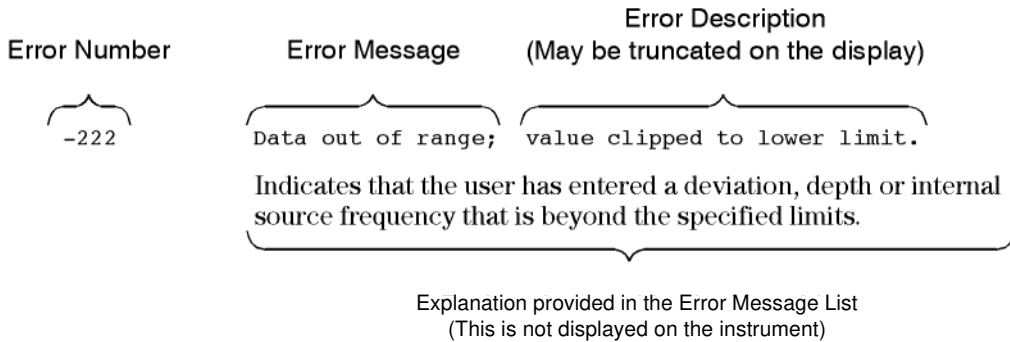 Error Description
Error Number Error Message (May be truncated on the display)
-222 Data out of range; value clipped to lower limit.
Indicates that the user has entered a deviation, depth or internal
source frequency that is beyond the specified limits.
Explanation provided in the Error Message List
(This is not displayed on the instrument)